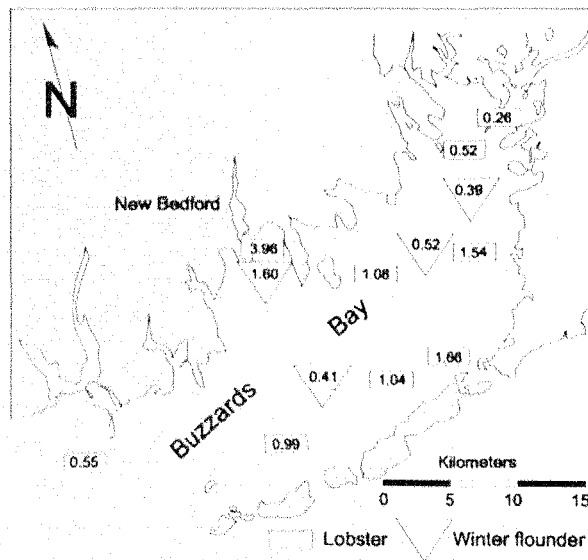 N
0.26
0.52
0.39
New Bedford
3.96
0.52
1.54
1.60
1.08
Bay
1.66
0.41
1.04
Buzzards
0.99
0.55
Kilometers
0 5 10 15
Lobster Winter flounder